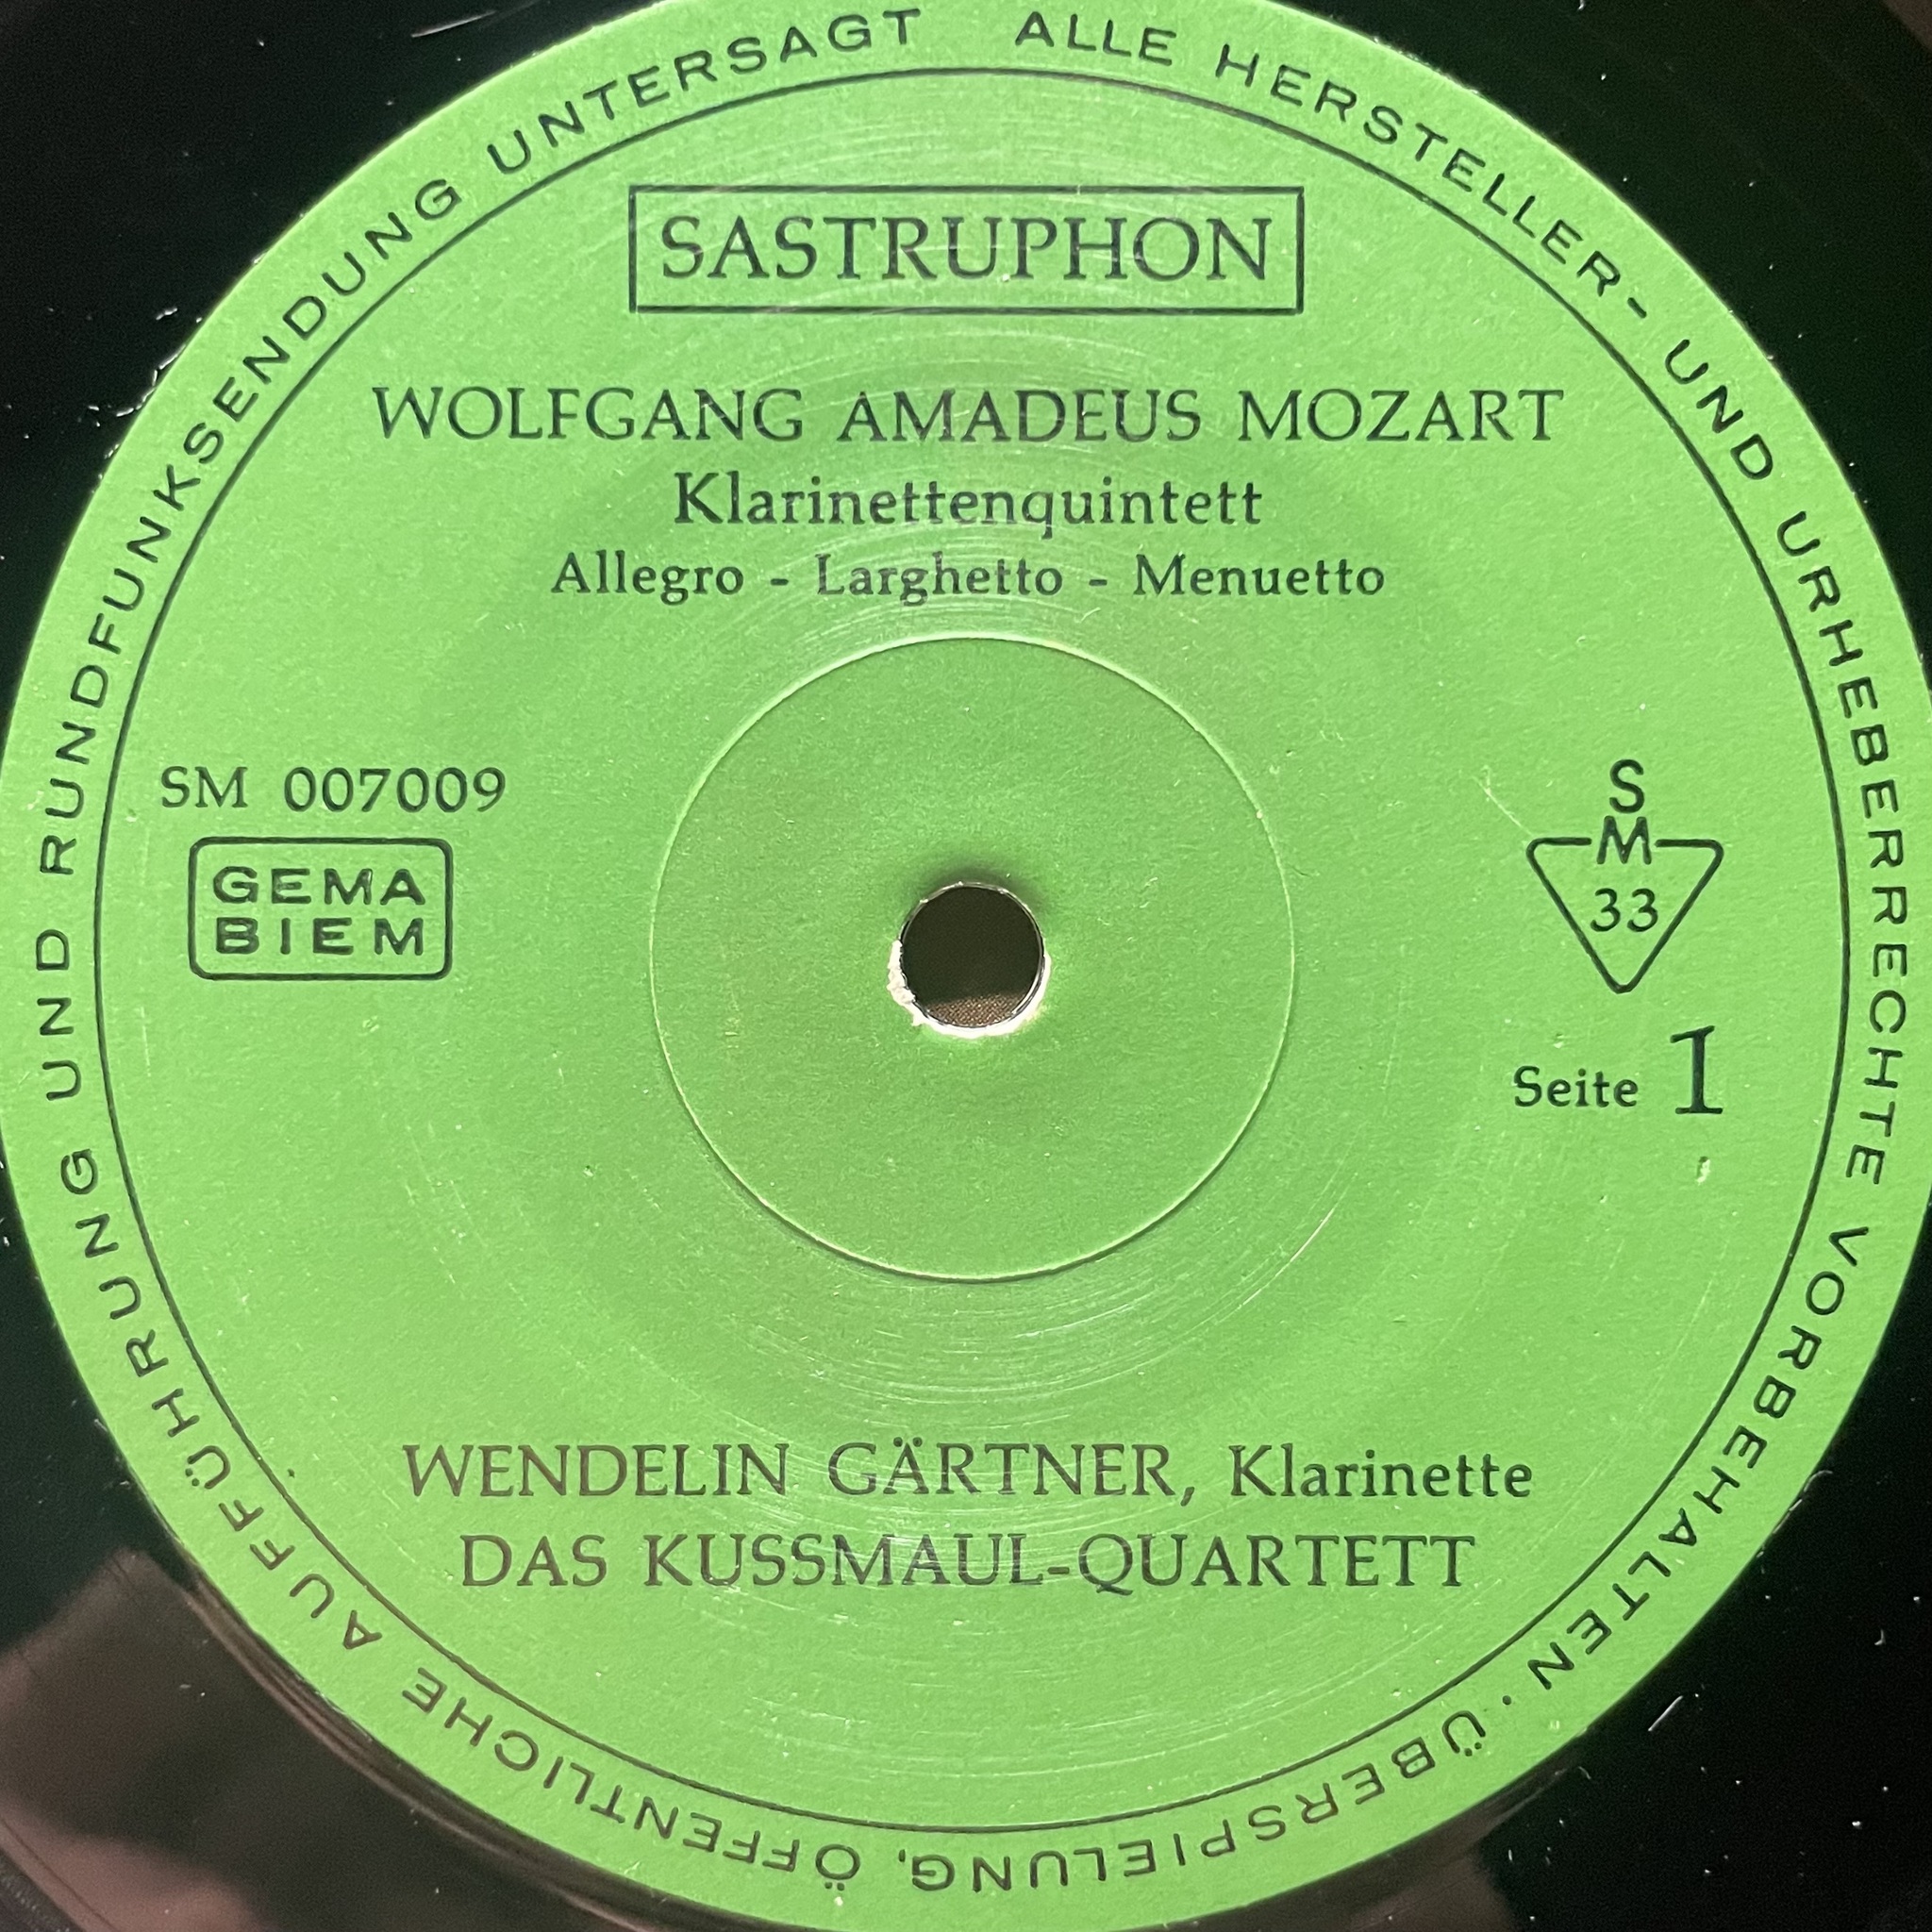 ALLE HERSTELLER- UND URHEBERRECHTE VORBEHALTEN · ÜBERSPIELUNG, ÖFFENTLICHE AUFFÜHRUNG UND RUNDFUNKSENDUNG UNTERSAGT
SASTRUPHON
WOLFGANG AMADEUS MOZART
Klarinettenquintett
Allegro - Larghetto - Menuetto
SM 007009
GEMA
BIEM
S
M
33
Seite 1
WENDELIN GÄRTNER, Klarinette
DAS KUSSMAUL-QUARTETT